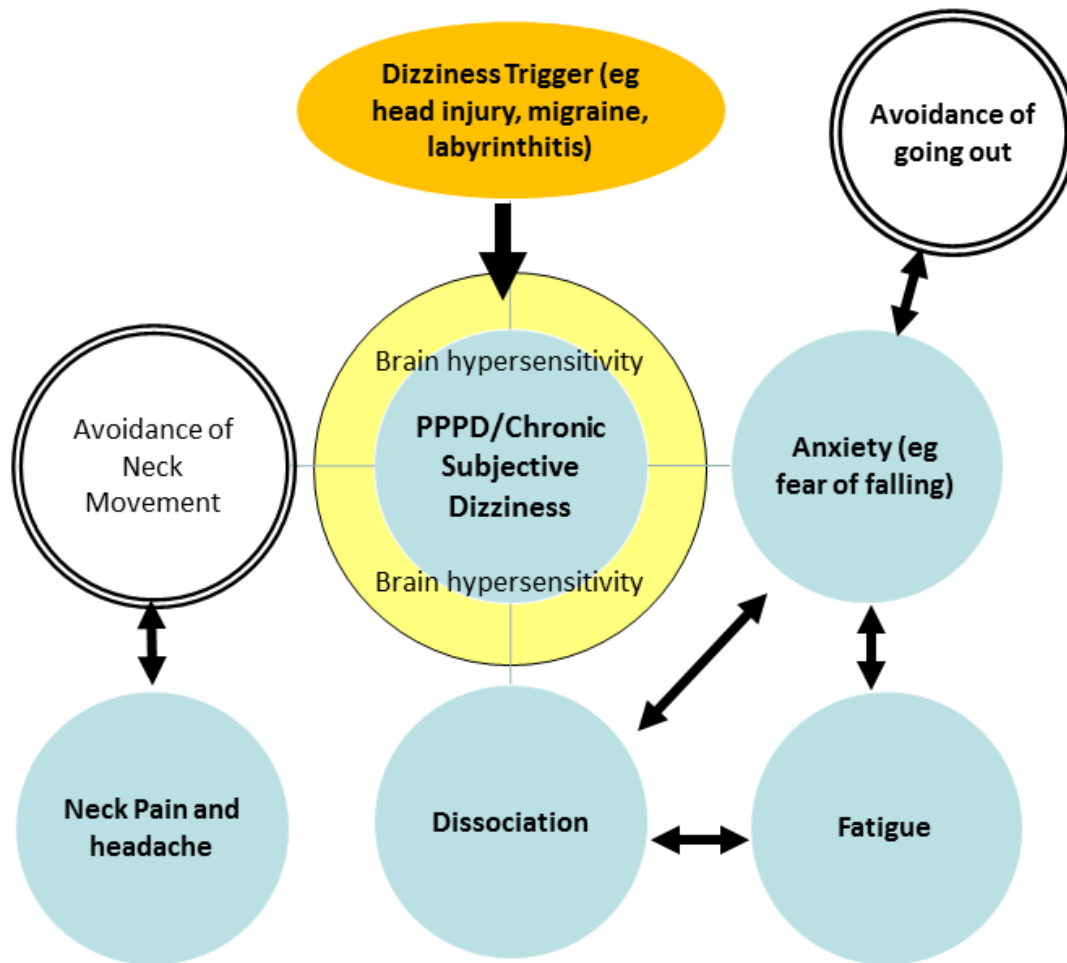 Dizziness Trigger (eg
head injury, migraine,
labyrinthitis)
Avoidance of
going out
Brain hypersensitivity
PPPD/Chronic
Subjective
Dizziness
Brain hypersensitivity
Avoidance of
Neck
Movement
Anxiety (eg
fear of falling)
Neck Pain and
headache
Dissociation
Fatigue